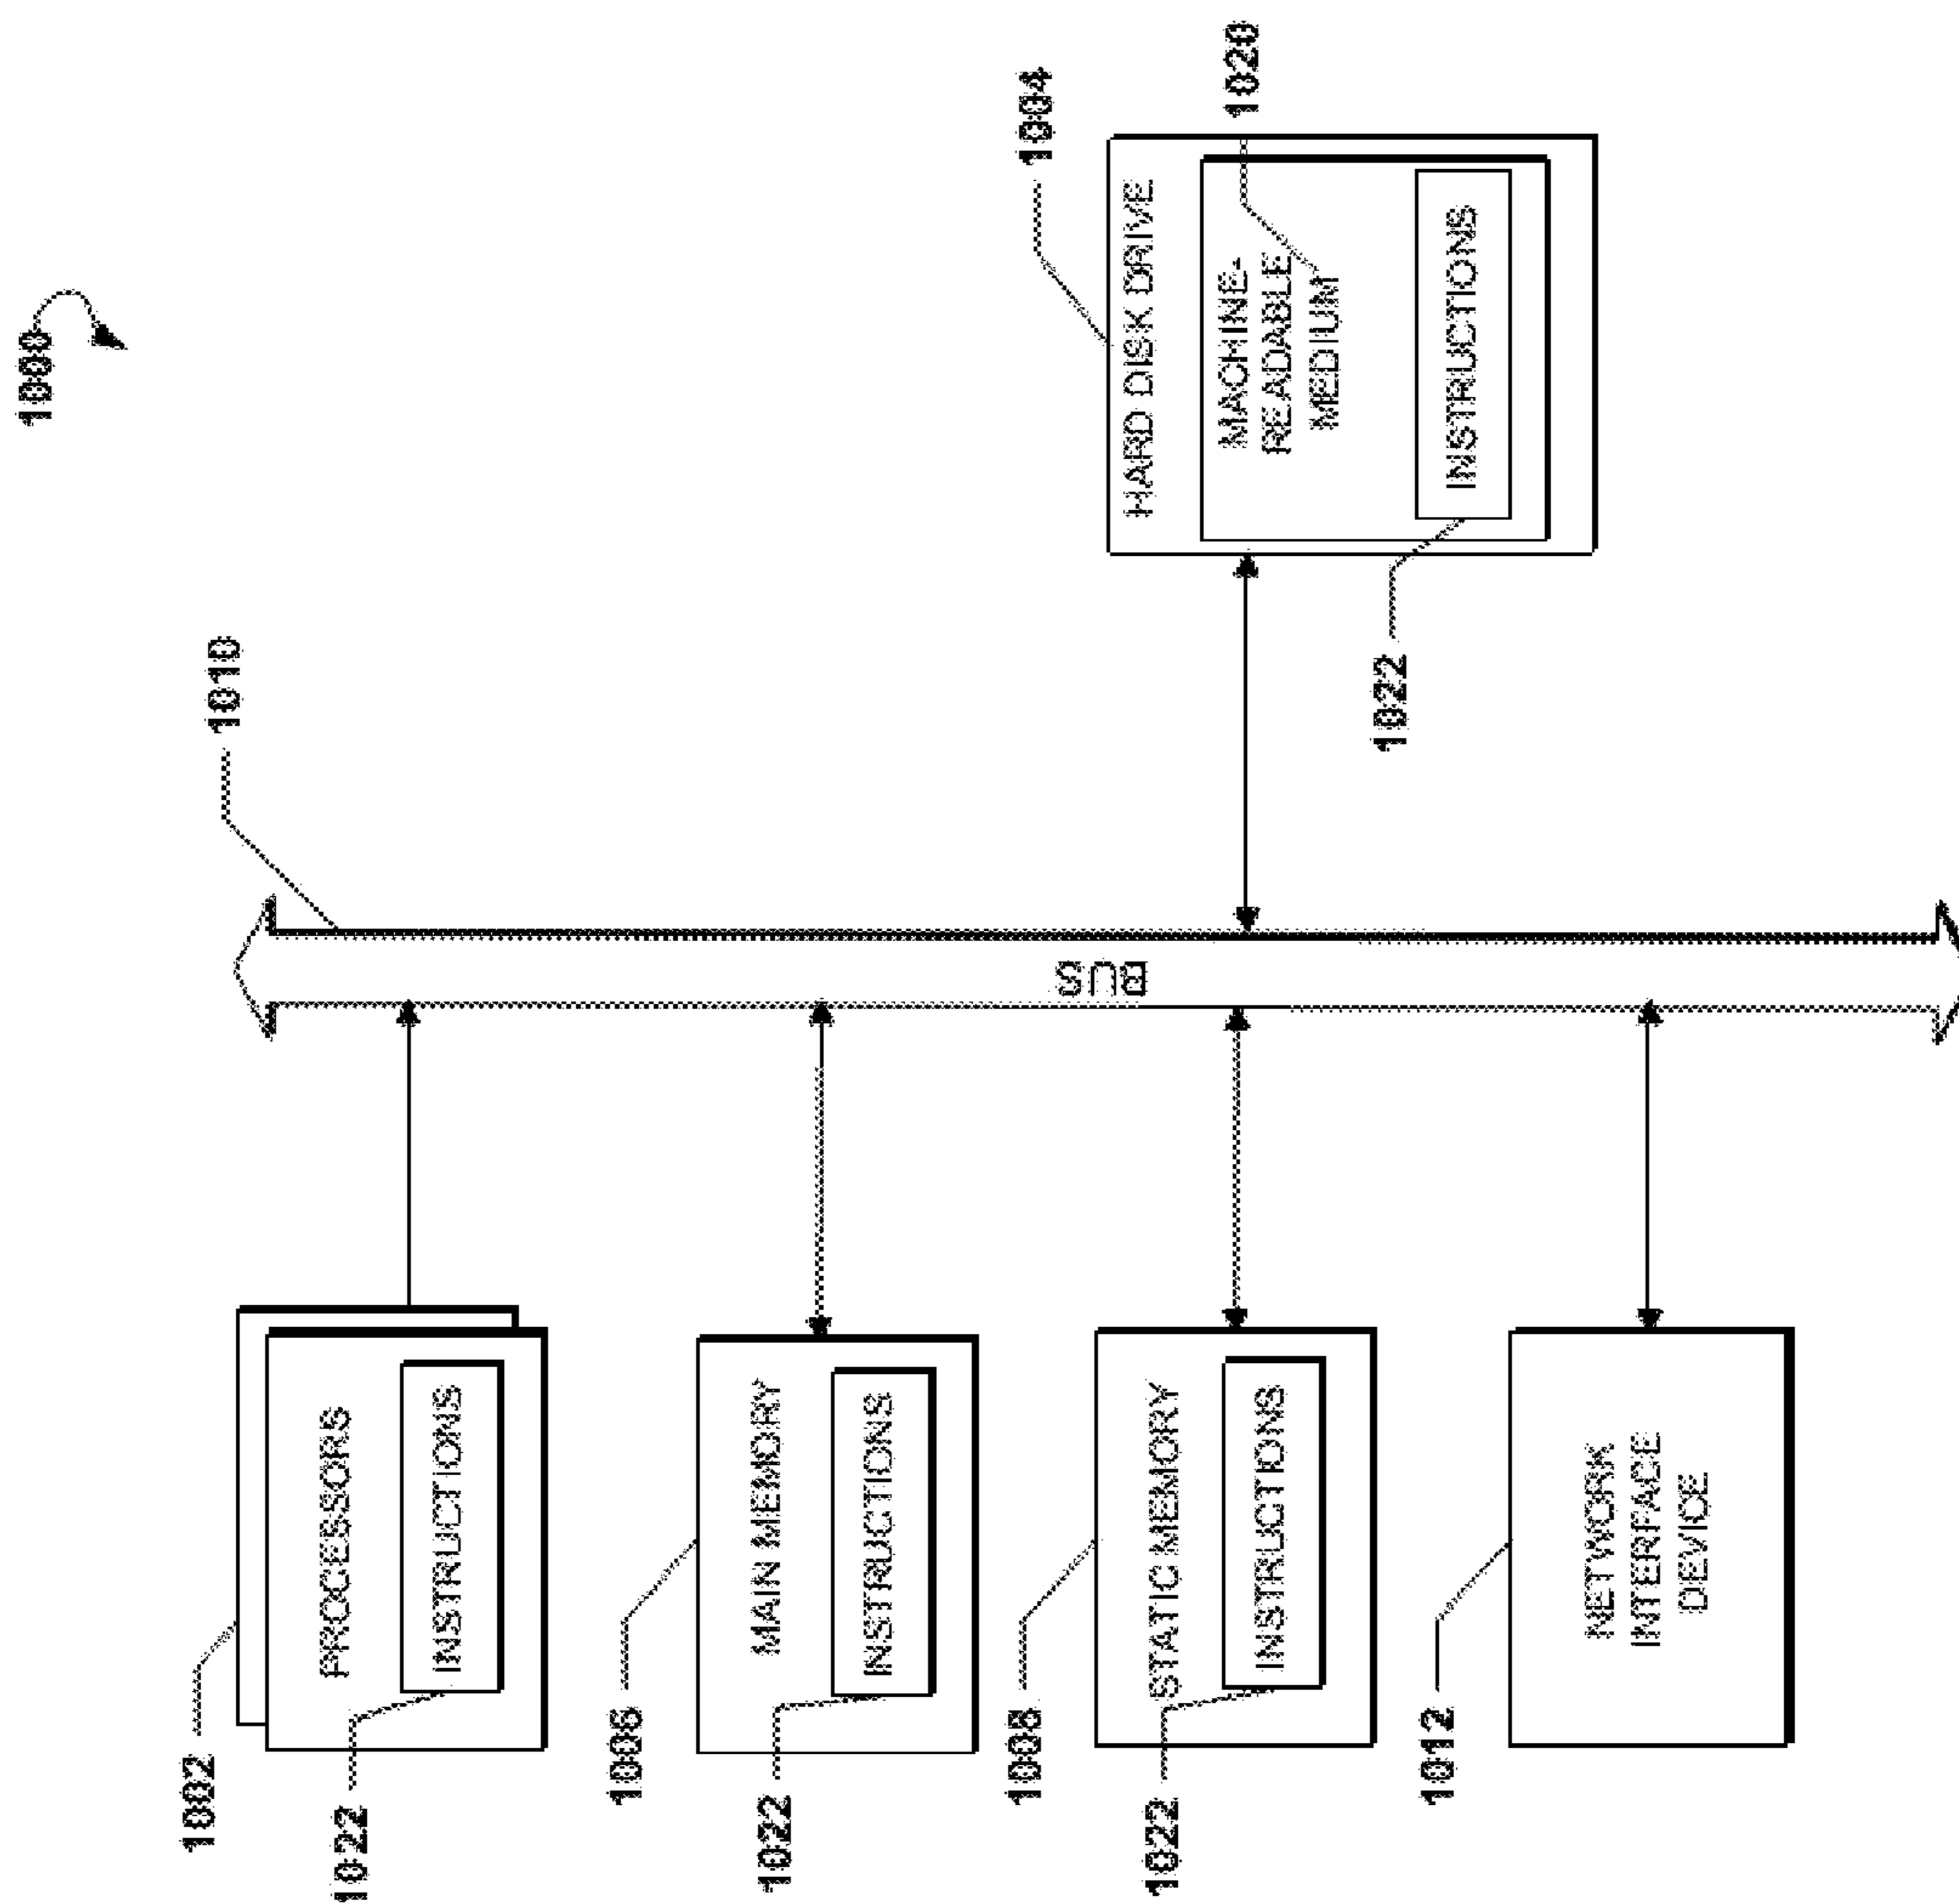 1000
1002
PROCESSORS
1022
INSTRUCTIONS
1006
MAIN MEMORY
1022
INSTRUCTIONS
1008
STATIC MEMORY
1022
INSTRUCTIONS
1012
NETWORK
INTERFACE
DEVICE
1010
BUS
1004
HARD DISK DRIVE
1020
MACHINE-
READABLE
MEDIUM
1022
INSTRUCTIONS